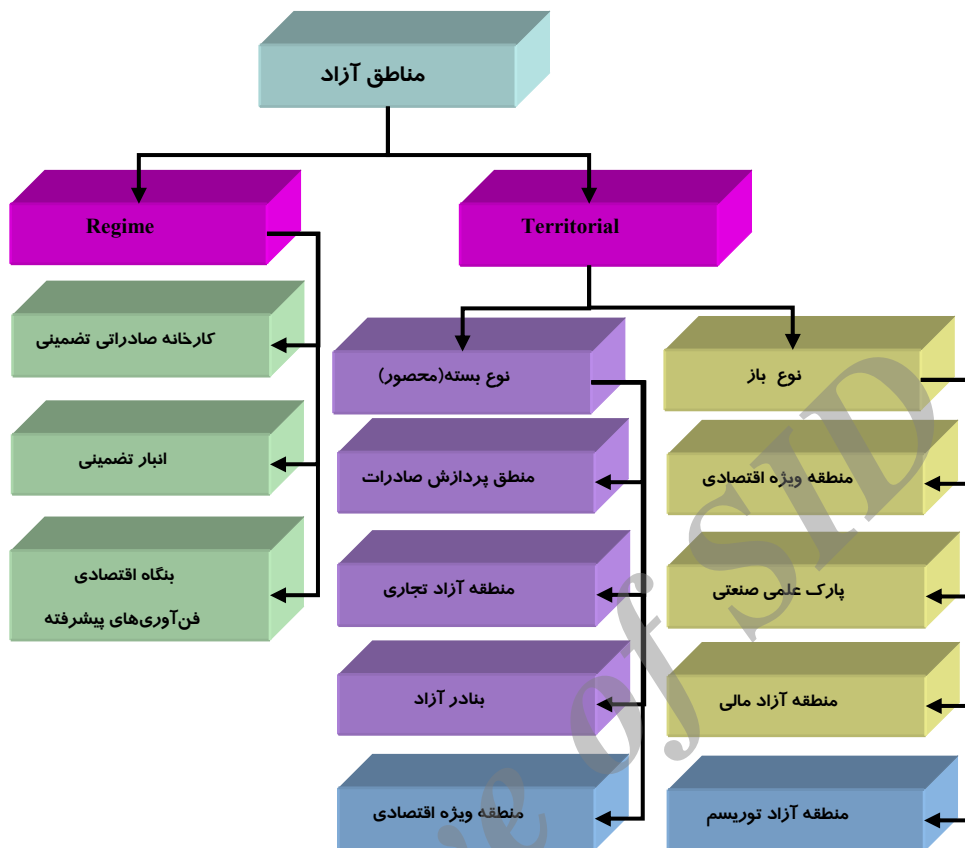 مناطق آزاد
Regime
Territorial
کارخانه صادراتی تضمینی
انبار تضمینی
بنگاه اقتصادی
فن‌آوری‌های پیشرفته
نوع بسته(محصور)
منطق پردازش صادرات
منطقه آزاد تجاری
بنادر آزاد
منطقه ویژه اقتصادی
نوع باز
منطقه ویژه اقتصادی
پارک علمی صنعتی
منطقه آزاد مالی
منطقه آزاد توریسم
of SID